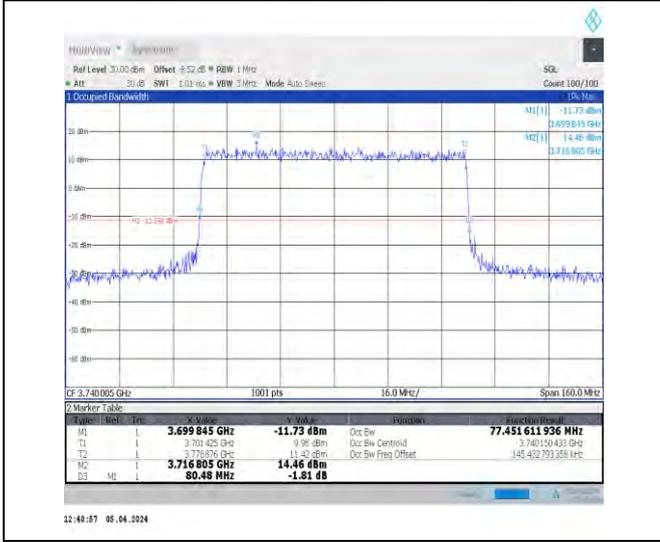 MultiView Spectrum
Ref Level 30.00 dBm Offset 9.52 dB RBW 1 MHz SGL
Att 30 dB SWT 1.01 ms VBW 3 MHz Mode Auto Sweep Count 100/100
1 Occupied Bandwidth 1Pk Max
M1[1] -11.73 dBm
3.699845 GHz
M2[1] 14.46 dBm
3.716805 GHz
20 dBm
10 dBm
0 dBm
-10 dBm
-20 dBm
-30 dBm
-40 dBm
-50 dBm
-60 dBm
M2
T1
T2
CF 3.740005 GHz 1001 pts 16.0 MHz/ Span 160.0 MHz
2 Marker Table
Type Ref Trc X-Value Y-Value Function Function Result
M1 1 3.699845 GHz -11.73 dBm Occ Bw 77.451611936 MHz
T1 1 3.701425 GHz 9.96 dBm Occ Bw Centroid 3.740150433 GHz
T2 1 3.778876 GHz 11.42 dBm Occ Bw Freq Offset 145.432793358 kHz
M2 1 3.716805 GHz 14.46 dBm
D3 M1 1 80.48 MHz -1.81 dB
12:40:57 05.04.2024